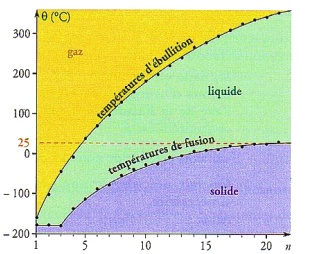 θ (°C)
300
gaz
températures d'ébullition
200
liquide
100
25
températures de fusion
0
solide
– 100
– 200
1 5 10 15 20 n